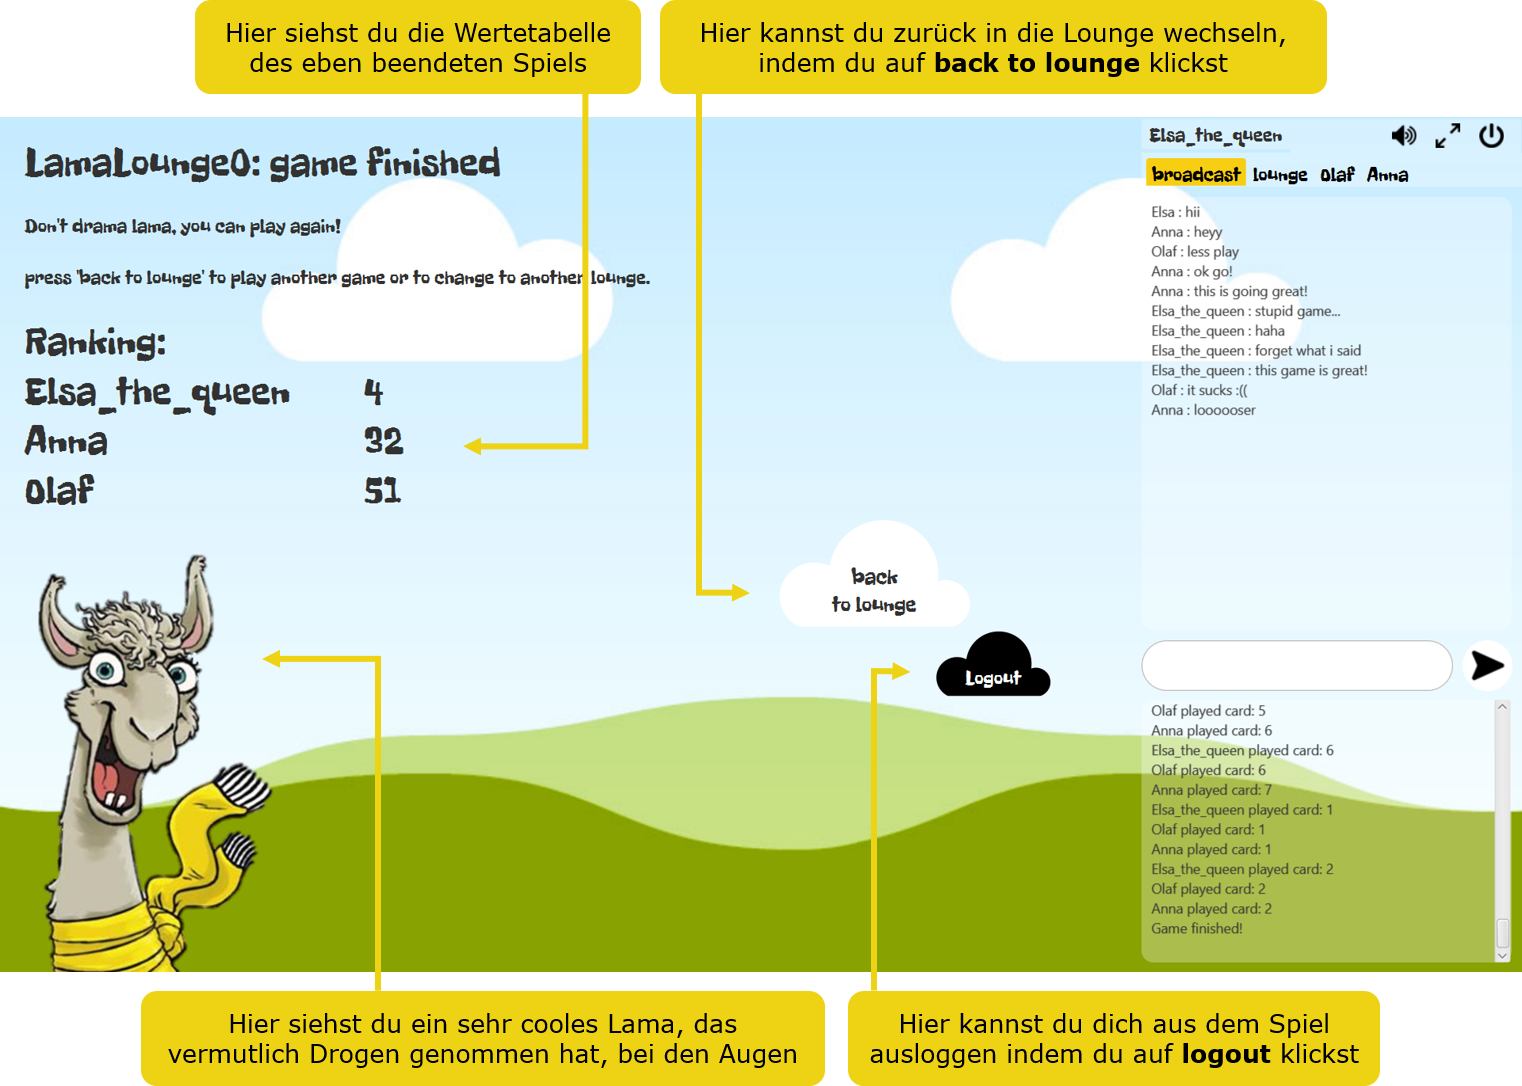 Hier siehst du die Wertetabelle
des eben beendeten Spiels
Hier kannst du zurück in die Lounge wechseln,
indem du auf back to lounge klickst
LamaLounge0: game finished
Don't drama lama, you can play again!
press 'back to lounge' to play another game or to change to another lounge.
Ranking:
Elsa_the_queen 4
Anna 32
Olaf 51
back
to lounge
Logout
Elsa_the_queen
broadcast lounge Olaf Anna
Elsa : hii
Anna : heyy
Olaf : less play
Anna : ok go!
Anna : this is going great!
Elsa_the_queen : stupid game...
Elsa_the_queen : haha
Elsa_the_queen : forget what i said
Elsa_the_queen : this game is great!
Olaf : it sucks :((
Anna : loooooser
Olaf played card: 5
Anna played card: 6
Elsa_the_queen played card: 6
Olaf played card: 6
Anna played card: 7
Elsa_the_queen played card: 1
Olaf played card: 1
Anna played card: 1
Elsa_the_queen played card: 2
Olaf played card: 2
Anna played card: 2
Game finished!
Hier siehst du ein sehr cooles Lama, das
vermutlich Drogen genommen hat, bei den Augen
Hier kannst du dich aus dem Spiel
ausloggen indem du auf logout klickst